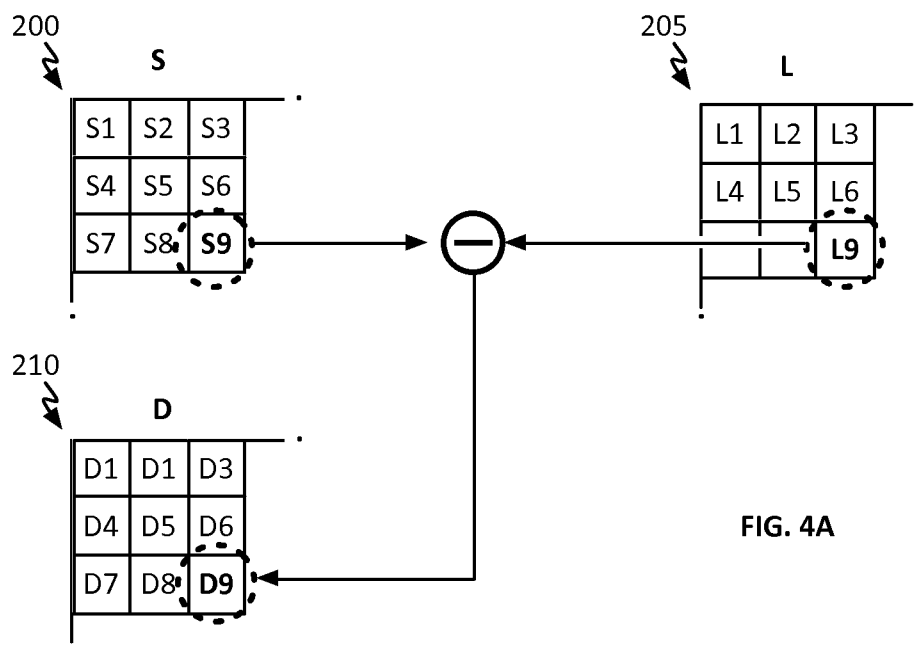 200
205
S
L
S1 S2 S3
L1 L2 L3
S4 S5 S6
L4 L5 L6
S7 S8 S9
L9
210
D
D1 D1 D3
D4 D5 D6
FIG. 4A
D7 D8 D9